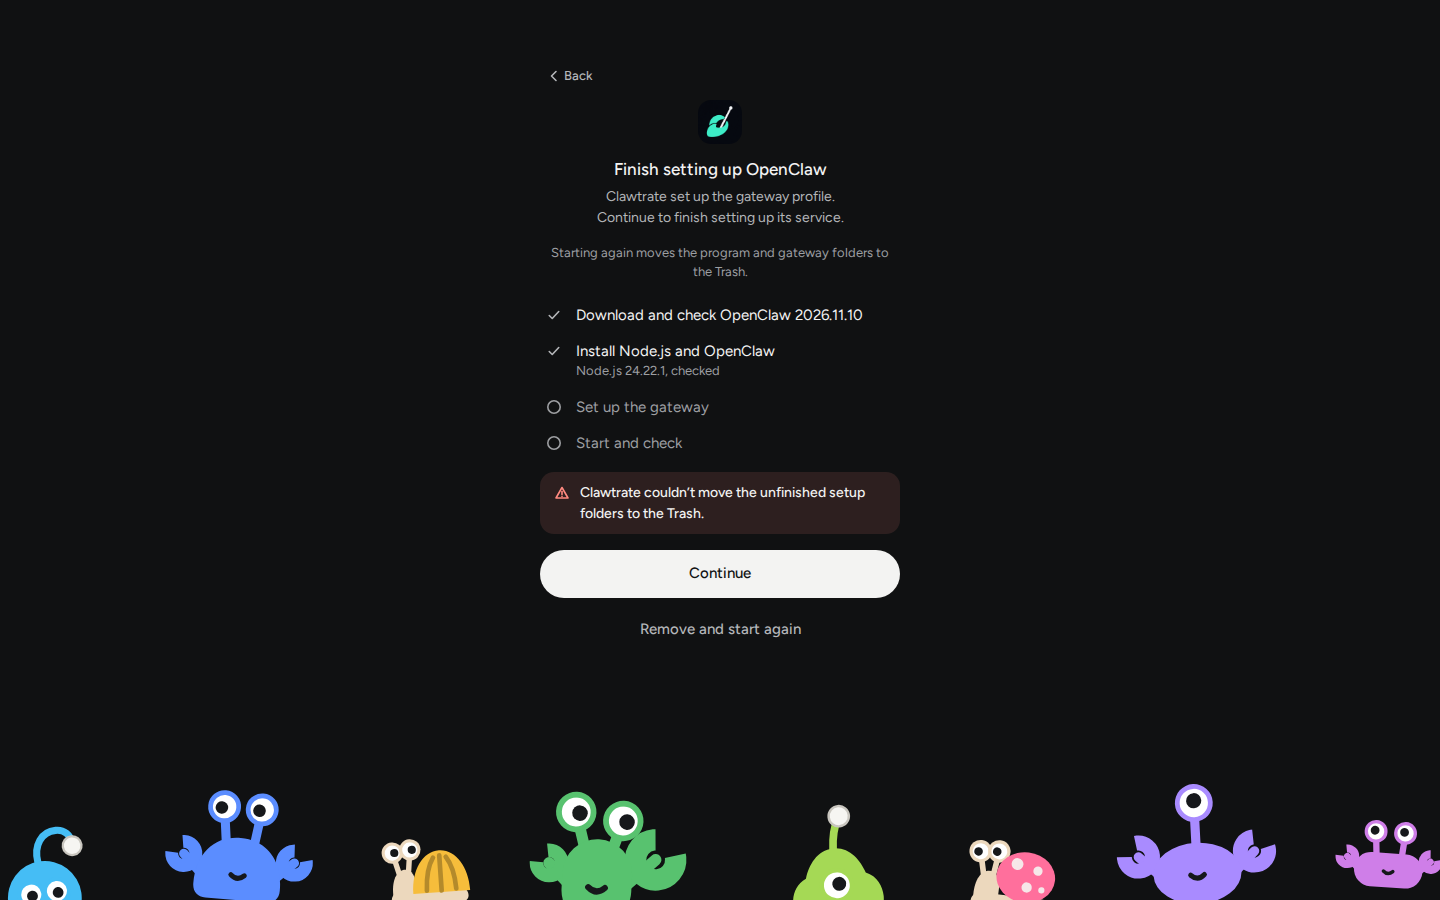 Back
Finish setting up OpenClaw
Clawtrate set up the gateway profile.
Continue to finish setting up its service.
Starting again moves the program and gateway folders to
the Trash.
Download and check OpenClaw 2026.11.10
Install Node.js and OpenClaw
Node.js 24.22.1, checked
Set up the gateway
Start and check
Clawtrate couldn’t move the unfinished setup
folders to the Trash.
Continue
Remove and start again